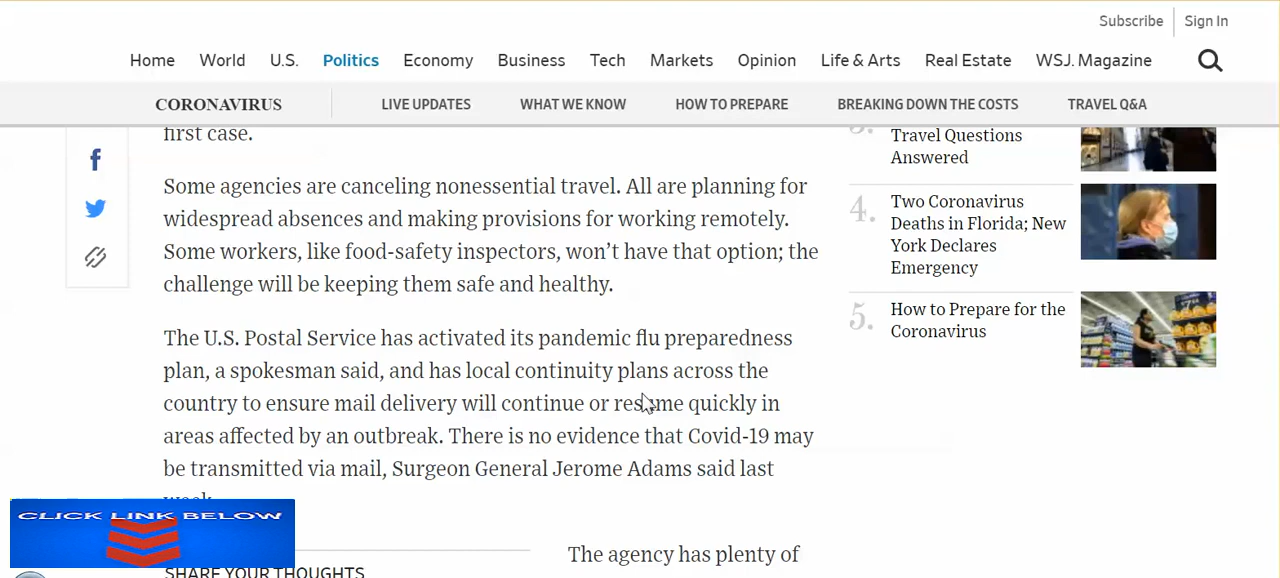 Subscribe Sign In
Home World U.S. Politics Economy Business Tech Markets Opinion Life & Arts Real Estate WSJ. Magazine
CORONAVIRUS LIVE UPDATES WHAT WE KNOW HOW TO PREPARE BREAKING DOWN THE COSTS TRAVEL Q&A
first case.
Some agencies are canceling nonessential travel. All are planning for
widespread absences and making provisions for working remotely.
Some workers, like food-safety inspectors, won’t have that option; the
challenge will be keeping them safe and healthy.
The U.S. Postal Service has activated its pandemic flu preparedness
plan, a spokesman said, and has local continuity plans across the
country to ensure mail delivery will continue or resume quickly in
areas affected by an outbreak. There is no evidence that Covid-19 may
be transmitted via mail, Surgeon General Jerome Adams said last
week.
CLICK LINK BELOW
SHARE YOUR THOUGHTS
The agency has plenty of
3.
Travel Questions
Answered
4.
Two Coronavirus
Deaths in Florida; New
York Declares
Emergency
5.
How to Prepare for the
Coronavirus